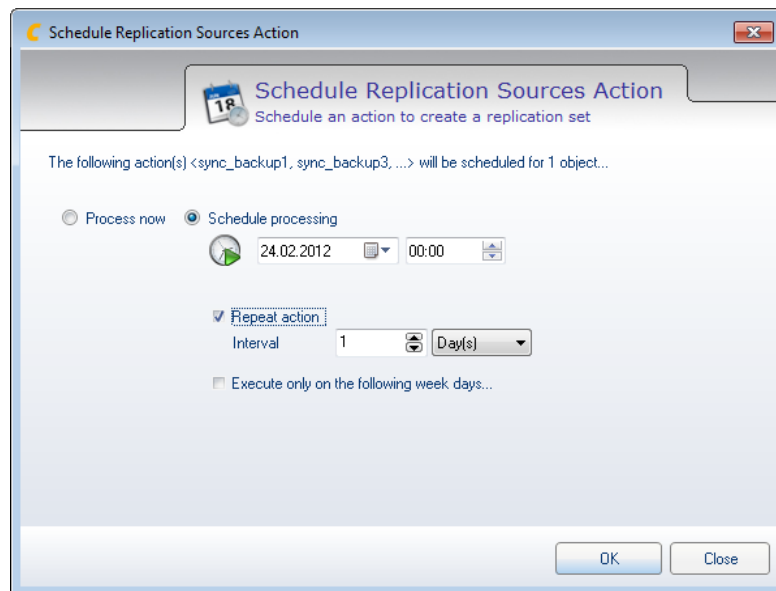 Schedule Replication Sources Action
Schedule Replication Sources Action
18
Schedule an action to create a replication set
The following action(s) <sync_backup1, sync_backup3, ...> will be scheduled for 1 object...
Process now Schedule processing
24.02.2012 00:00
Repeat action
Interval 1 Day(s)
Execute only on the following week days...
OK Close